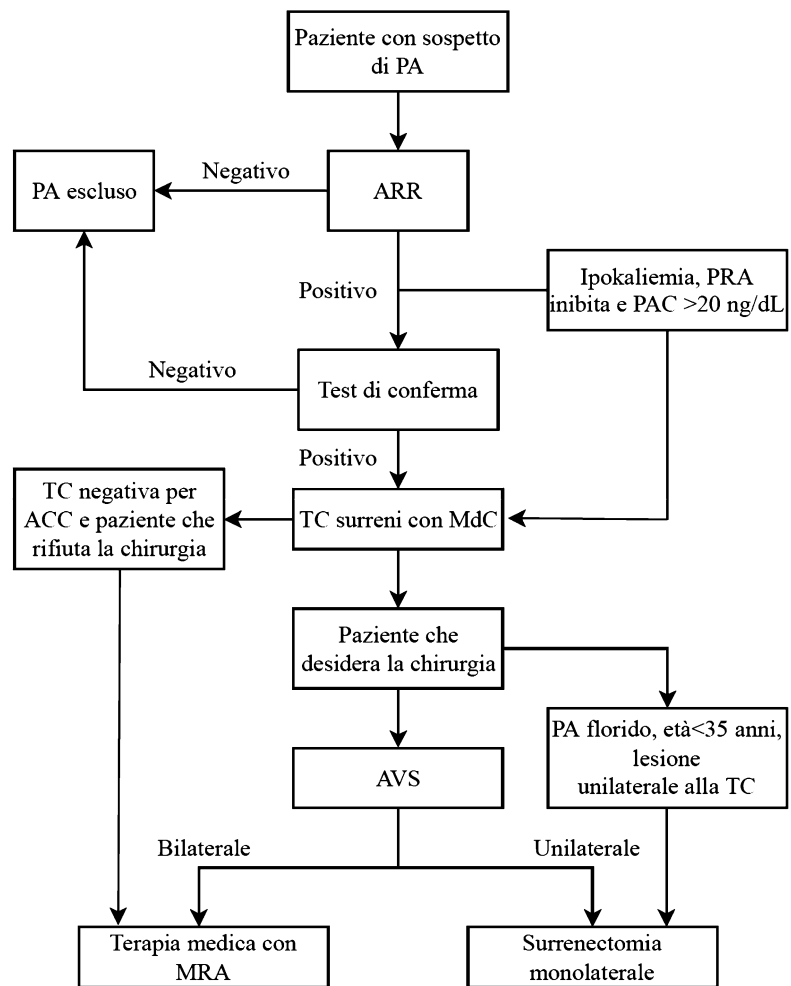 Paziente con sospetto
di PA
Negativo
PA escluso
ARR
Positivo
Ipokaliemia, PRA
inibita e PAC >20 ng/dL
Negativo
Test di conferma
Positivo
TC negativa per
ACC e paziente che
rifiuta la chirurgia
TC surreni con MdC
Paziente che
desidera la chirurgia
PA florido, età<35 anni,
lesione
unilaterale alla TC
AVS
Bilaterale
Unilaterale
Terapia medica con
MRA
Surrenectomia
monolaterale